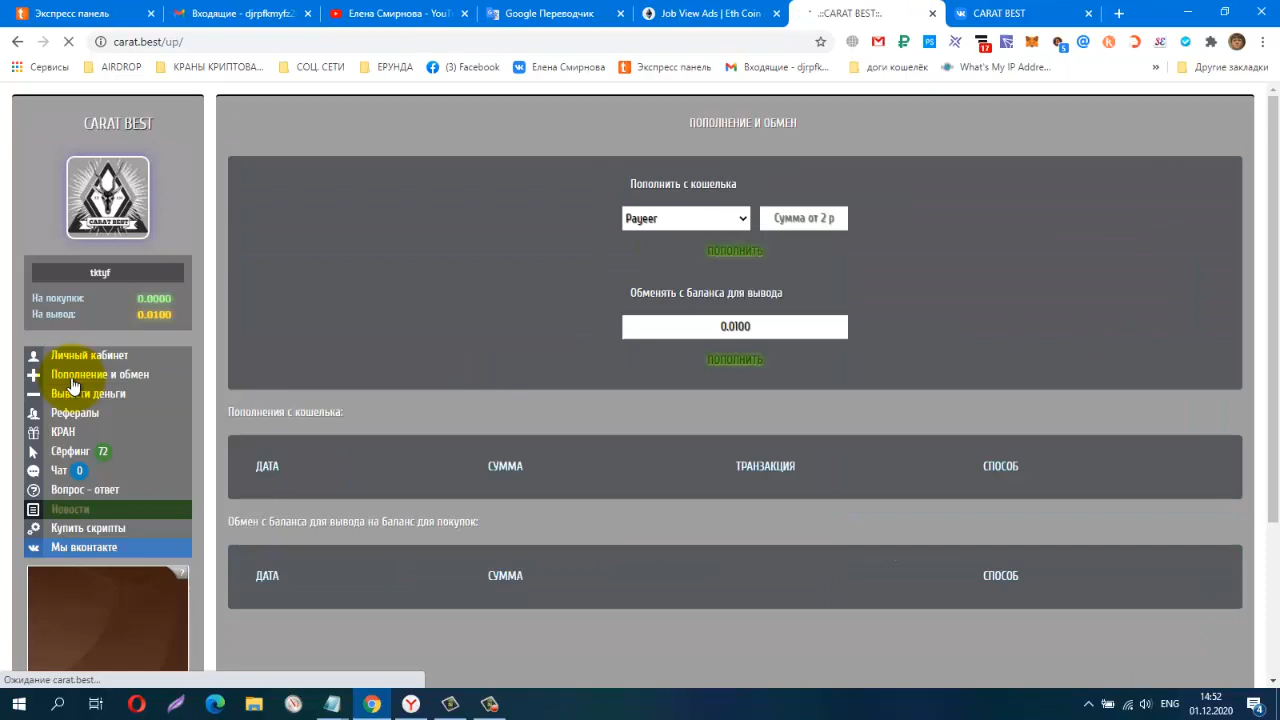 Экспресс панель
Входящие - djrpfkmyfz2
Елена Смирнова - YouT
Google Переводчик
Job View Ads | Eth Coin
.::CARAT BEST::.
CARAT BEST
carat.best/up/
17
5
Сервисы
AIRDROP
КРАНЫ КРИПТОВА...
СОЦ. СЕТИ
ЕРУНДА
(3) Facebook
Елена Смирнова
Экспресс панель
Входящие - djrpfk...
доги кошелёк
What's My IP Addre...
»
Другие закладки
CARAT BEST
CARAT BEST
tktyf
На покупки: 0.0000
На вывод: 0.0100
Личный кабинет
Пополнение и обмен
Вывести деньги
Рефералы
КРАН
Сёрфинг 72
Чат 0
Вопрос - ответ
Новости
Купить скрипты
Мы вконтакте
?
ПОПОЛНЕНИЕ И ОБМЕН
Пополнить с кошелька
Payeer
Сумма от 2 р
ПОПОЛНИТЬ
Обменять с баланса для вывода
0.0100
ПОПОЛНИТЬ
Пополнения с кошелька:
ДАТА СУММА ТРАНЗАКЦИЯ СПОСОБ
Обмен с баланса для вывода на баланс для покупок:
ДАТА СУММА СПОСОБ
Ожидание carat.best...
ENG
14:52
01.12.2020
4